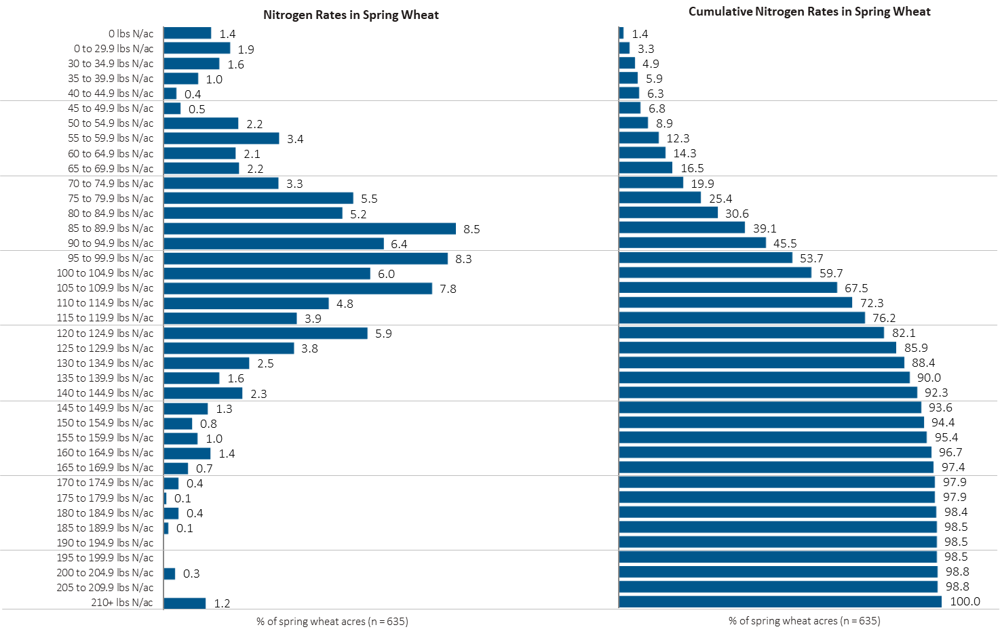 Nitrogen Rates in Spring Wheat
0 lbs N/ac 1.4
0 to 29.9 lbs N/ac 1.9
30 to 34.9 lbs N/ac 1.6
35 to 39.9 lbs N/ac 1.0
40 to 44.9 lbs N/ac 0.4
45 to 49.9 lbs N/ac 0.5
50 to 54.9 lbs N/ac 2.2
55 to 59.9 lbs N/ac 3.4
60 to 64.9 lbs N/ac 2.1
65 to 69.9 lbs N/ac 2.2
70 to 74.9 lbs N/ac 3.3
75 to 79.9 lbs N/ac 5.5
80 to 84.9 lbs N/ac 5.2
85 to 89.9 lbs N/ac 8.5
90 to 94.9 lbs N/ac 6.4
95 to 99.9 lbs N/ac 8.3
100 to 104.9 lbs N/ac 6.0
105 to 109.9 lbs N/ac 7.8
110 to 114.9 lbs N/ac 4.8
115 to 119.9 lbs N/ac 3.9
120 to 124.9 lbs N/ac 5.9
125 to 129.9 lbs N/ac 3.8
130 to 134.9 lbs N/ac 2.5
135 to 139.9 lbs N/ac 1.6
140 to 144.9 lbs N/ac 2.3
145 to 149.9 lbs N/ac 1.3
150 to 154.9 lbs N/ac 0.8
155 to 159.9 lbs N/ac 1.0
160 to 164.9 lbs N/ac 1.4
165 to 169.9 lbs N/ac 0.7
170 to 174.9 lbs N/ac 0.4
175 to 179.9 lbs N/ac 0.1
180 to 184.9 lbs N/ac 0.4
185 to 189.9 lbs N/ac 0.1
190 to 194.9 lbs N/ac
195 to 199.9 lbs N/ac
200 to 204.9 lbs N/ac 0.3
205 to 209.9 lbs N/ac
210+ lbs N/ac 1.2
% of spring wheat acres (n = 635)
Cumulative Nitrogen Rates in Spring Wheat
1.4
3.3
4.9
5.9
6.3
6.8
8.9
12.3
14.3
16.5
19.9
25.4
30.6
39.1
45.5
53.7
59.7
67.5
72.3
76.2
82.1
85.9
88.4
90.0
92.3
93.6
94.4
95.4
96.7
97.4
97.9
97.9
98.4
98.5
98.5
98.5
98.8
98.8
100.0
% of spring wheat acres (n = 635)